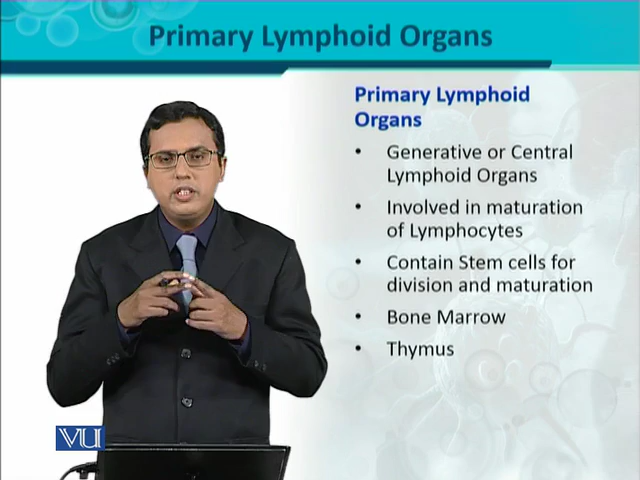 Primary Lymphoid Organs
Primary Lymphoid
Organs
• Generative or Central
Lymphoid Organs
• Involved in maturation
of Lymphocytes
• Contain Stem cells for
division and maturation
• Bone Marrow
• Thymus
VU